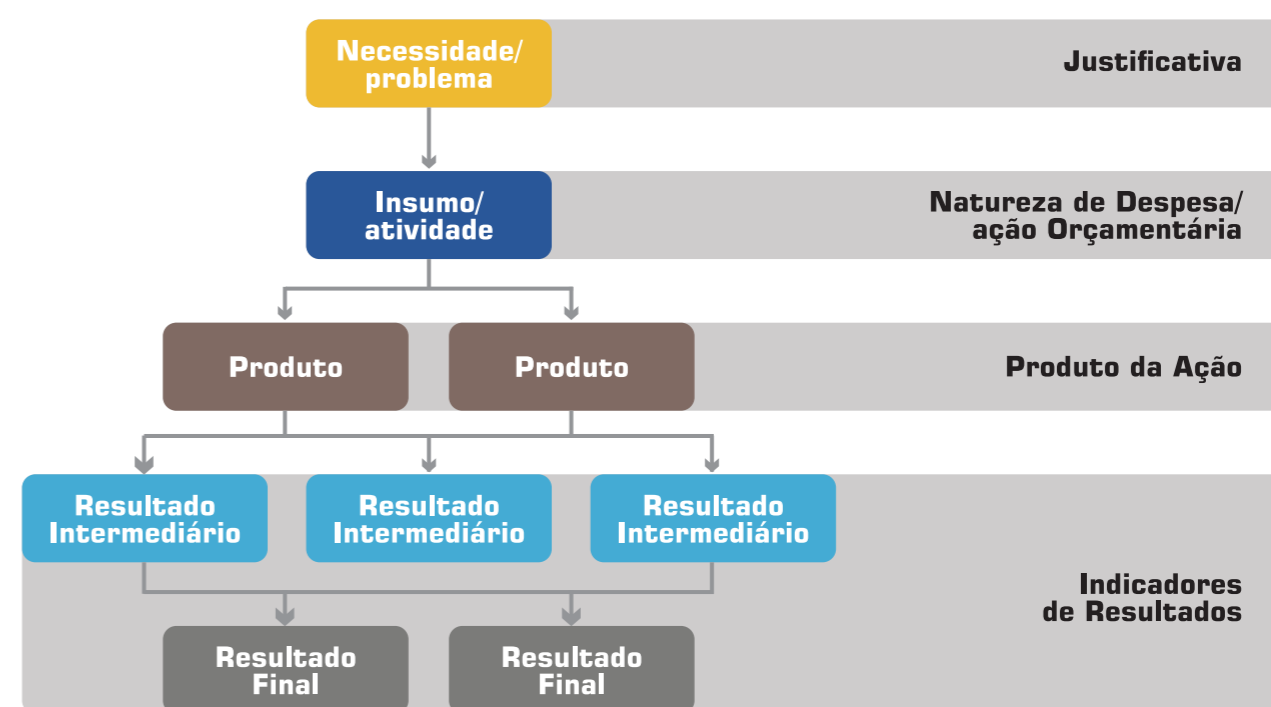 Necessidade/
problema
Justificativa
Insumo/
atividade
Natureza de Despesa/
ação Orçamentária
Produto
Produto
Produto da Ação
Resultado
Intermediário
Resultado
Intermediário
Resultado
Intermediário
Indicadores
de Resultados
Resultado
Final
Resultado
Final